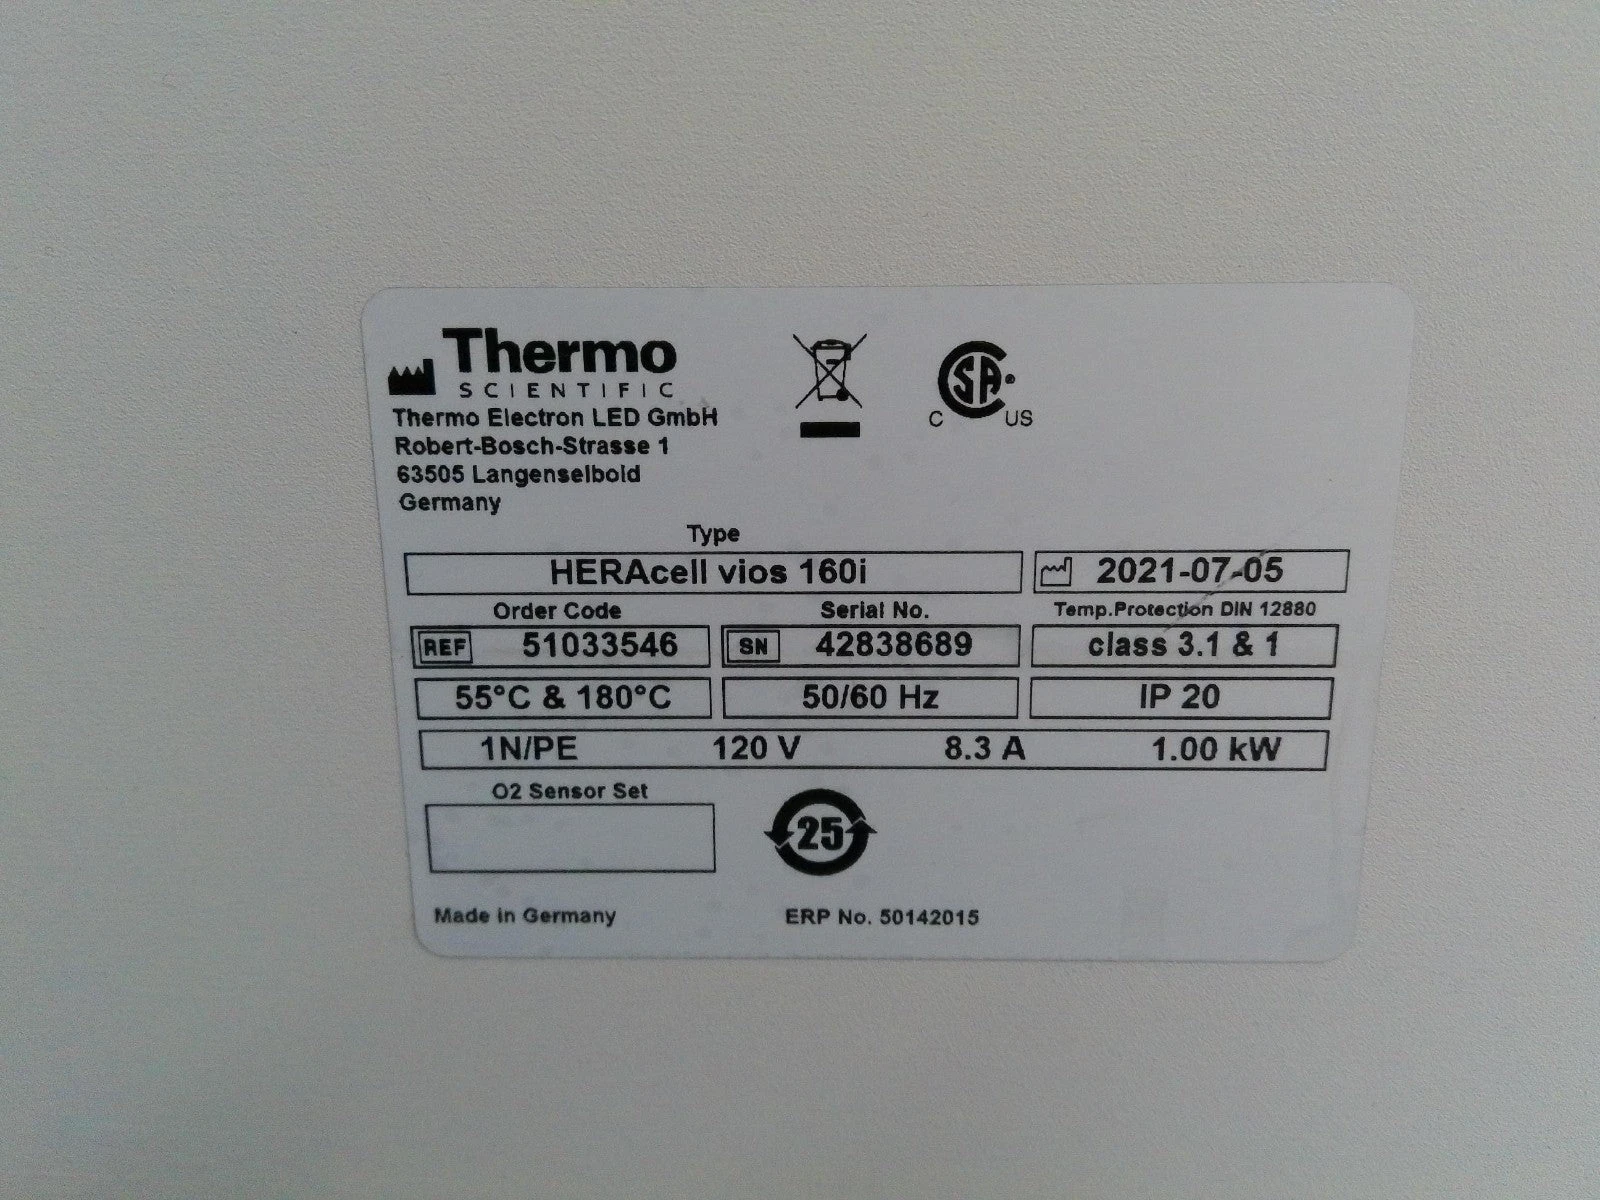 Thermo
SCIENTIFIC
Thermo Electron LED GmbH
Robert-Bosch-Strasse 1
63505 Langenselbold
Germany
CSA
C US
Type
HERAcell vios 160i 2021-07-05
Order Code Serial No. Temp.Protection DIN 12880
REF 51033546 SN 42838689 class 3.1 & 1
55°C & 180°C 50/60 Hz IP 20
1N/PE 120 V 8.3 A 1.00 kW
O2 Sensor Set
25
Made in Germany ERP No. 50142015